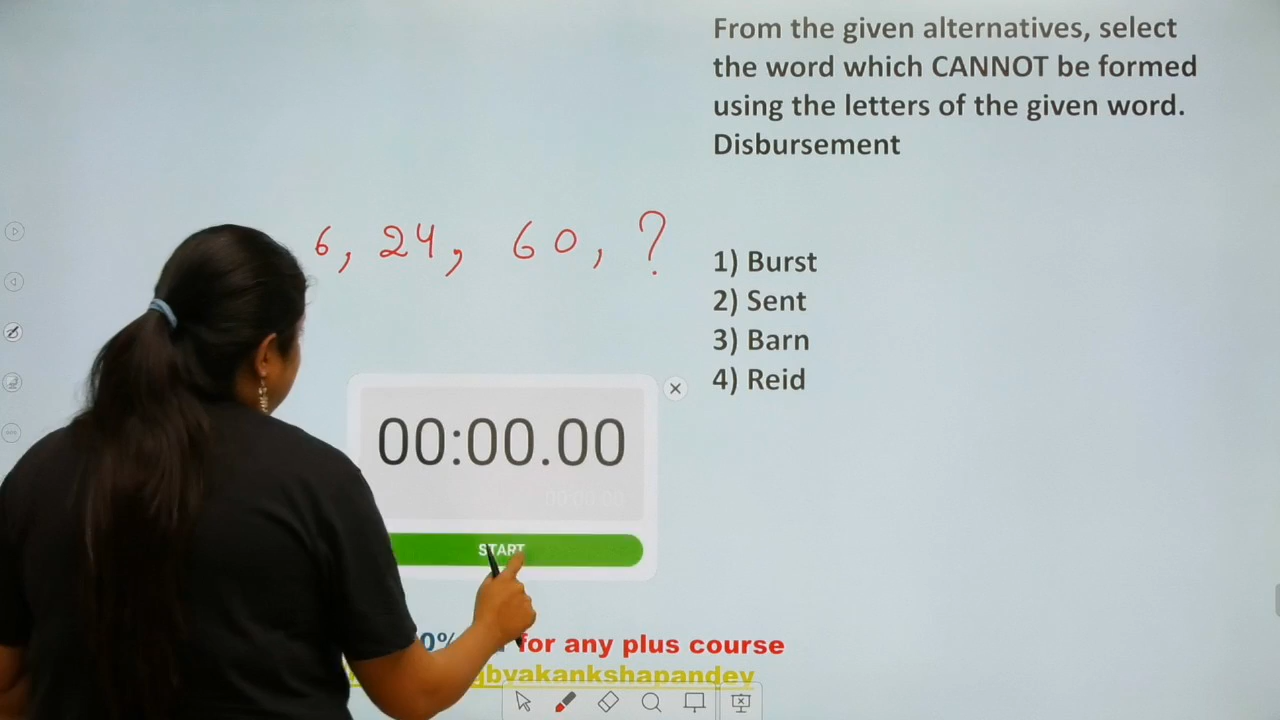 From the given alternatives, select
the word which CANNOT be formed
using the letters of the given word.
Disbursement
6, 24, 60, ?
1) Burst
2) Sent
3) Barn
4) Reid
00:00.00
START
for any plus course
gbyakankshapandey